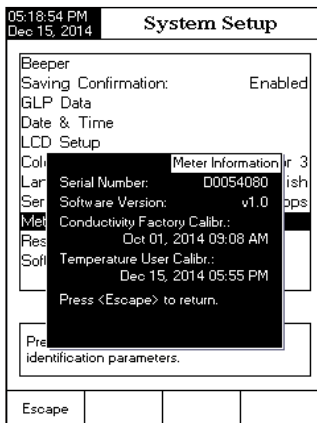 05:18:54 PM
Dec 15, 2014
System Setup
Beeper
Saving Confirmation: Enabled
GLP Data
Date & Time
LCD Setup
Meter Information
Serial Number: D0054080
Software Version: v1.0
Conductivity Factory Calibr.:
Oct 01, 2014 09:08 AM
Temperature User Calibr.:
Dec 15, 2014 05:55 PM
Press <Escape> to return.
identification parameters.
Escape